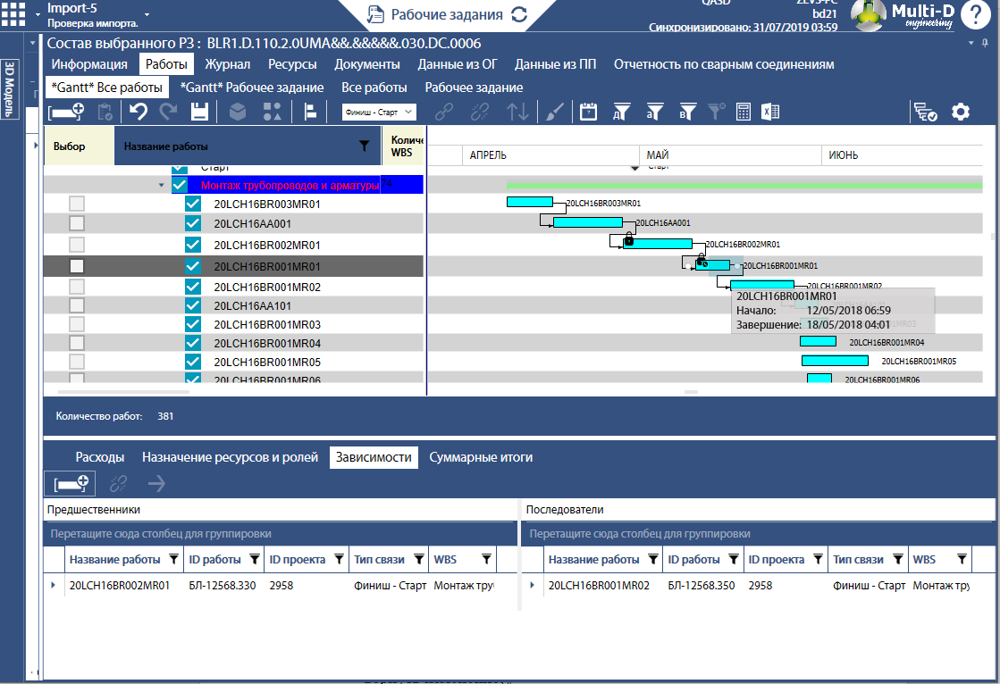 Import-5
Проверка импорта.
Рабочие задания
bd21
Синхронизировано: 31/07/2019 03:59
Multi-D
engineering
?
Состав выбранного РЗ : BLR1.D.110.2.0UMA&&.&&&&&.030.DC.0006
3D Модель
Информация Работы Журнал Ресурсы Документы Данные из ОГ Данные из ПП Отчетность по сварным соединениям
*Gantt* Все работы *Gantt* Рабочее задание Все работы Рабочее задание
Финиш - Старт
Выбор Название работы Количе
WBS
АПРЕЛЬ МАЙ ИЮНЬ
Старт Старт
Монтаж трубопроводов и арматуры
20LCH16BR003MR01 20LCH16BR003MR01
20LCH16AA001 20LCH16AA001
20LCH16BR002MR01 20LCH16BR002MR01
20LCH16BR001MR01 20LCH16BR001MR01
20LCH16BR001MR02 20LCH16BR001MR02
20LCH16BR001MR01
Начало: 12/05/2018 06:59
Завершение: 18/05/2018 04:01
20LCH16AA101
20LCH16BR001MR03
20LCH16BR001MR04 20LCH16BR001MR04
20LCH16BR001MR05 20LCH16BR001MR05
20LCH16BR001MR06 20LCH16BR001MR06
Количество работ: 381
Расходы Назначение ресурсов и ролей Зависимости Суммарные итоги
Предшественники Последователи
Перетащите сюда столбец для группировки Перетащите сюда столбец для группировки
Название работы ID работы ID проекта Тип связи WBS Название работы ID работы ID проекта Тип связи WBS
20LCH16BR002MR01 БЛ-12568.330 2958 Финиш - Старт Монтаж тру 20LCH16BR001MR02 БЛ-12568.350 2958 Финиш - Старт Монтаж тру